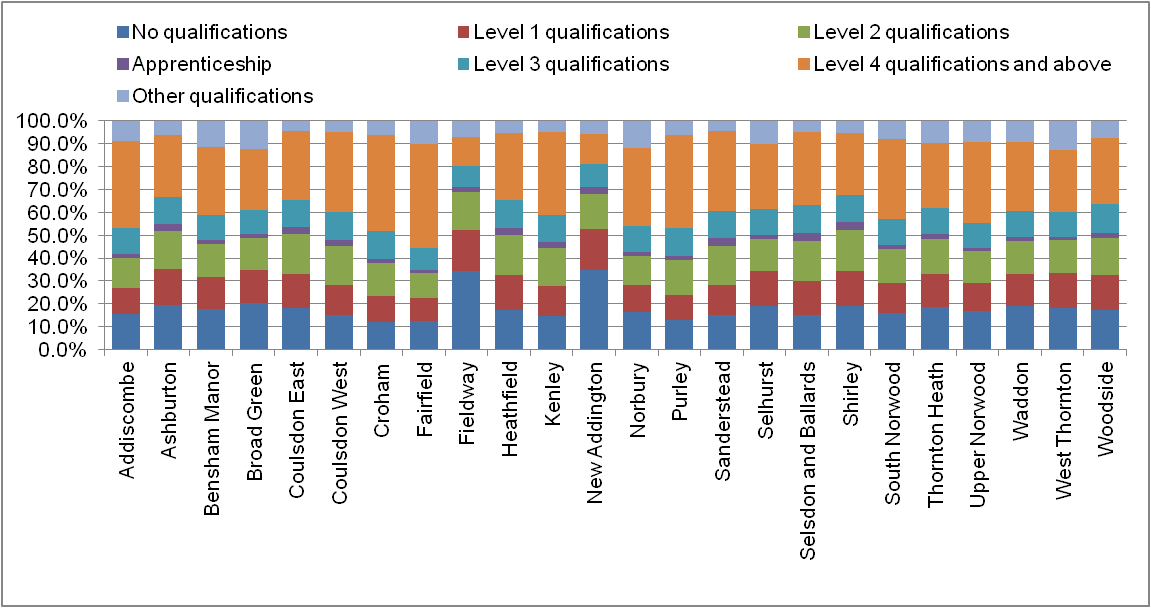 No qualifications Level 1 qualifications Level 2 qualifications
Apprenticeship Level 3 qualifications Level 4 qualifications and above
Other qualifications
100.0%
90.0%
80.0%
70.0%
60.0%
50.0%
40.0%
30.0%
20.0%
10.0%
0.0%
Addiscombe
Ashburton
Bensham Manor
Broad Green
Coulsdon East
Coulsdon West
Croham
Fairfield
Fieldway
Heathfield
Kenley
New Addington
Norbury
Purley
Sanderstead
Selhurst
Selsdon and Ballards
Shirley
South Norwood
Thornton Heath
Upper Norwood
Waddon
West Thornton
Woodside